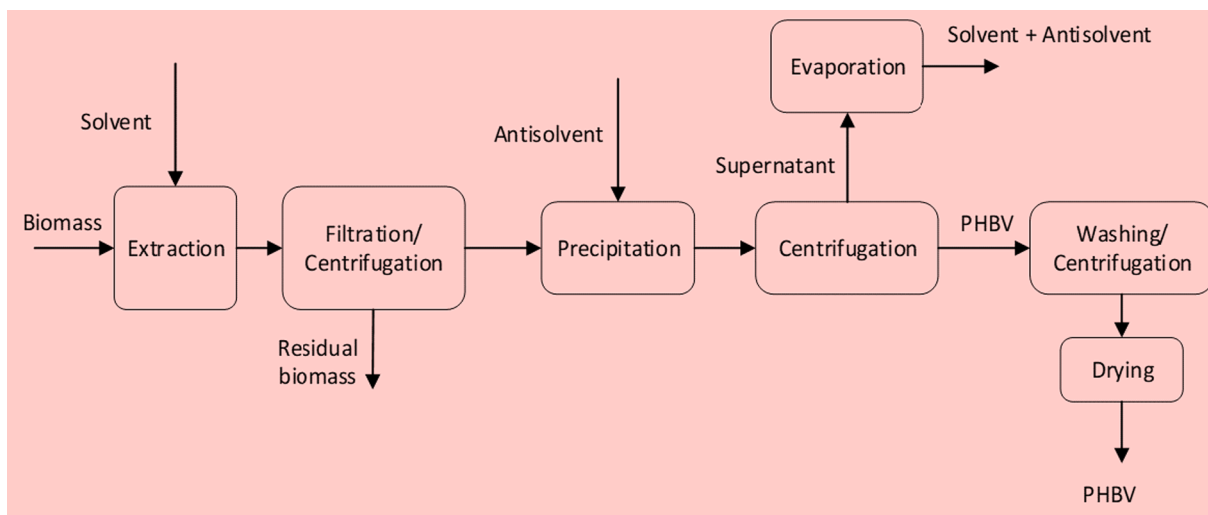 Solvent + Antisolvent
Evaporation
Solvent
Antisolvent
Supernatant
Biomass
Extraction
Filtration/
Centrifugation
Precipitation
Centrifugation
PHBV
Washing/
Centrifugation
Residual
biomass
Drying
PHBV